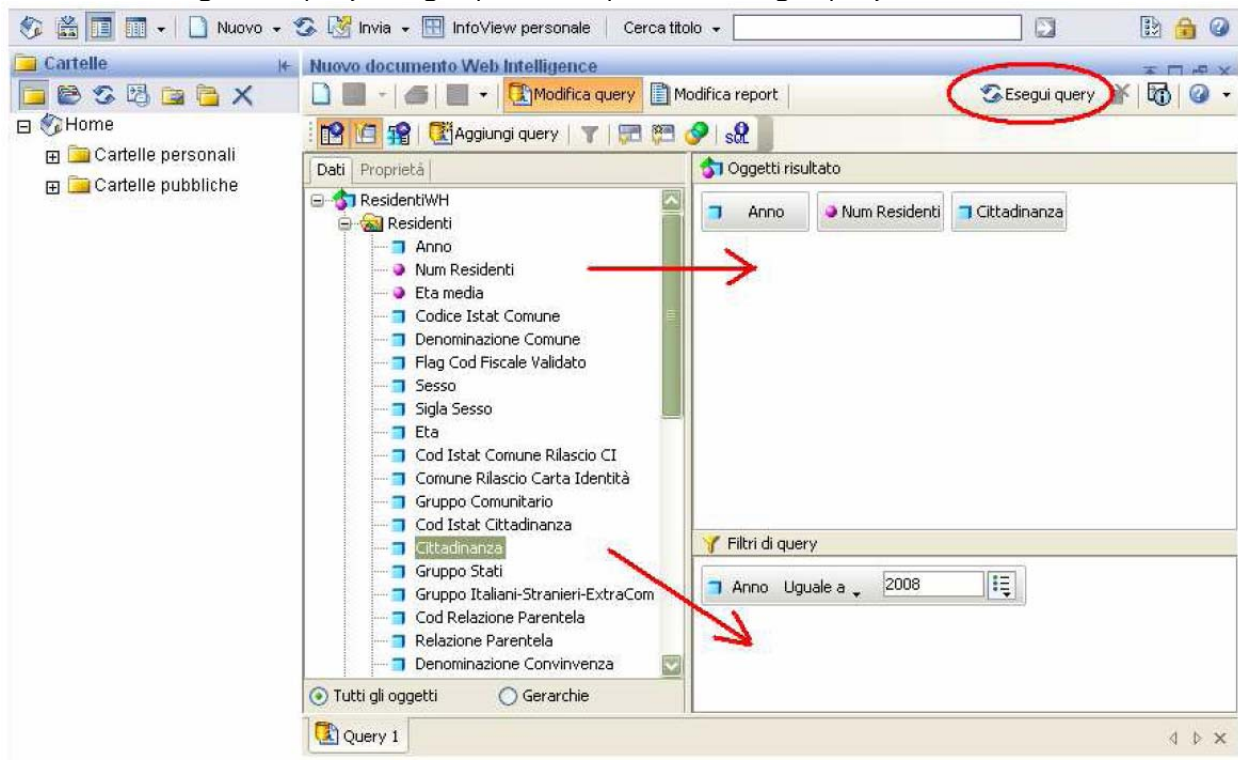 Nuovo
Invia
InfoView personale
Cerca titolo
Cartelle
Nuovo documento Web Intelligence
Modifica query
Modifica report
Esegui query
Home
Cartelle personali
Cartelle pubbliche
Aggiungi query
SQL
Dati
Proprietà
Oggetti risultato
ResidentiWH
Residenti
Anno
Num Residenti
Eta media
Codice Istat Comune
Denominazione Comune
Flag Cod Fiscale Validato
Sesso
Sigla Sesso
Eta
Cod Istat Comune Rilascio CI
Comune Rilascio Carta Identità
Gruppo Comunitario
Cod Istat Cittadinanza
Cittadinanza
Gruppo Stati
Gruppo Italiani-Stranieri-ExtraCom
Cod Relazione Parentela
Relazione Parentela
Denominazione Convinvenza
Tutti gli oggetti
Gerarchie
Anno
Num Residenti
Cittadinanza
Filtri di query
Anno Uguale a 2008
Query 1